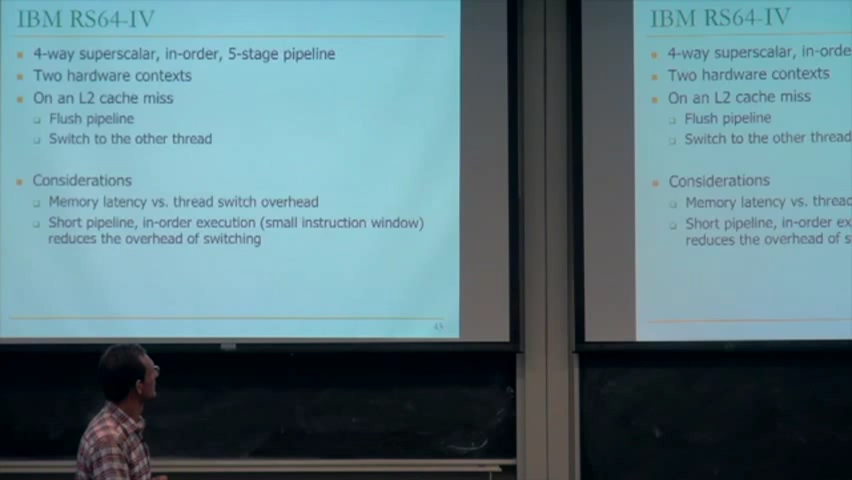 IBM RS64-IV
4-way superscalar, in-order, 5-stage pipeline
Two hardware contexts
On an L2 cache miss
Flush pipeline
Switch to the other thread
Considerations
Memory latency vs. thread switch overhead
Short pipeline, in-order execution (small instruction window)
reduces the overhead of switching
45
IBM RS64-IV
4-way superscalar, in-orde
Two hardware contexts
On an L2 cache miss
Flush pipeline
Switch to the other thread
Considerations
Memory latency vs. threac
Short pipeline, in-order ex
reduces the overhead of s